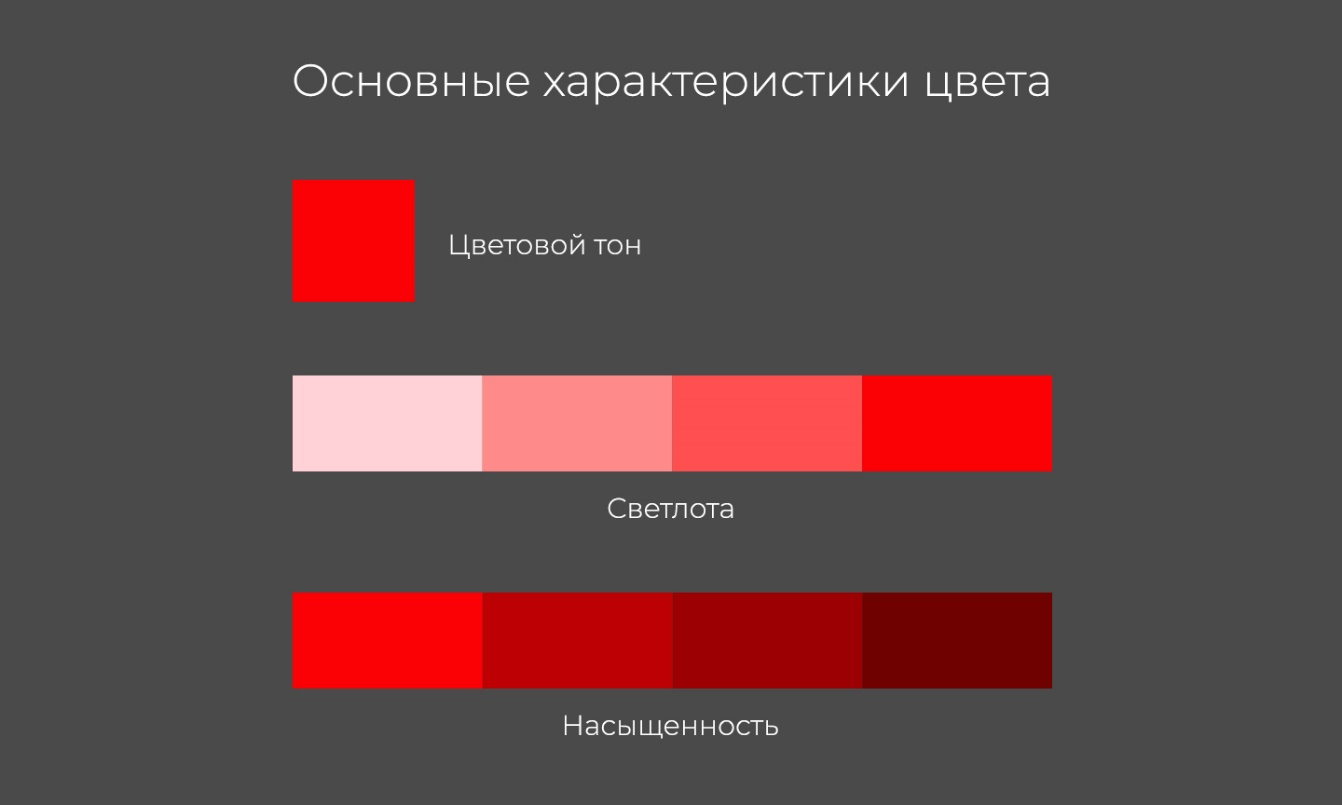 Основные характеристики цвета
Цветовой тон
Светлота
Насыщенность